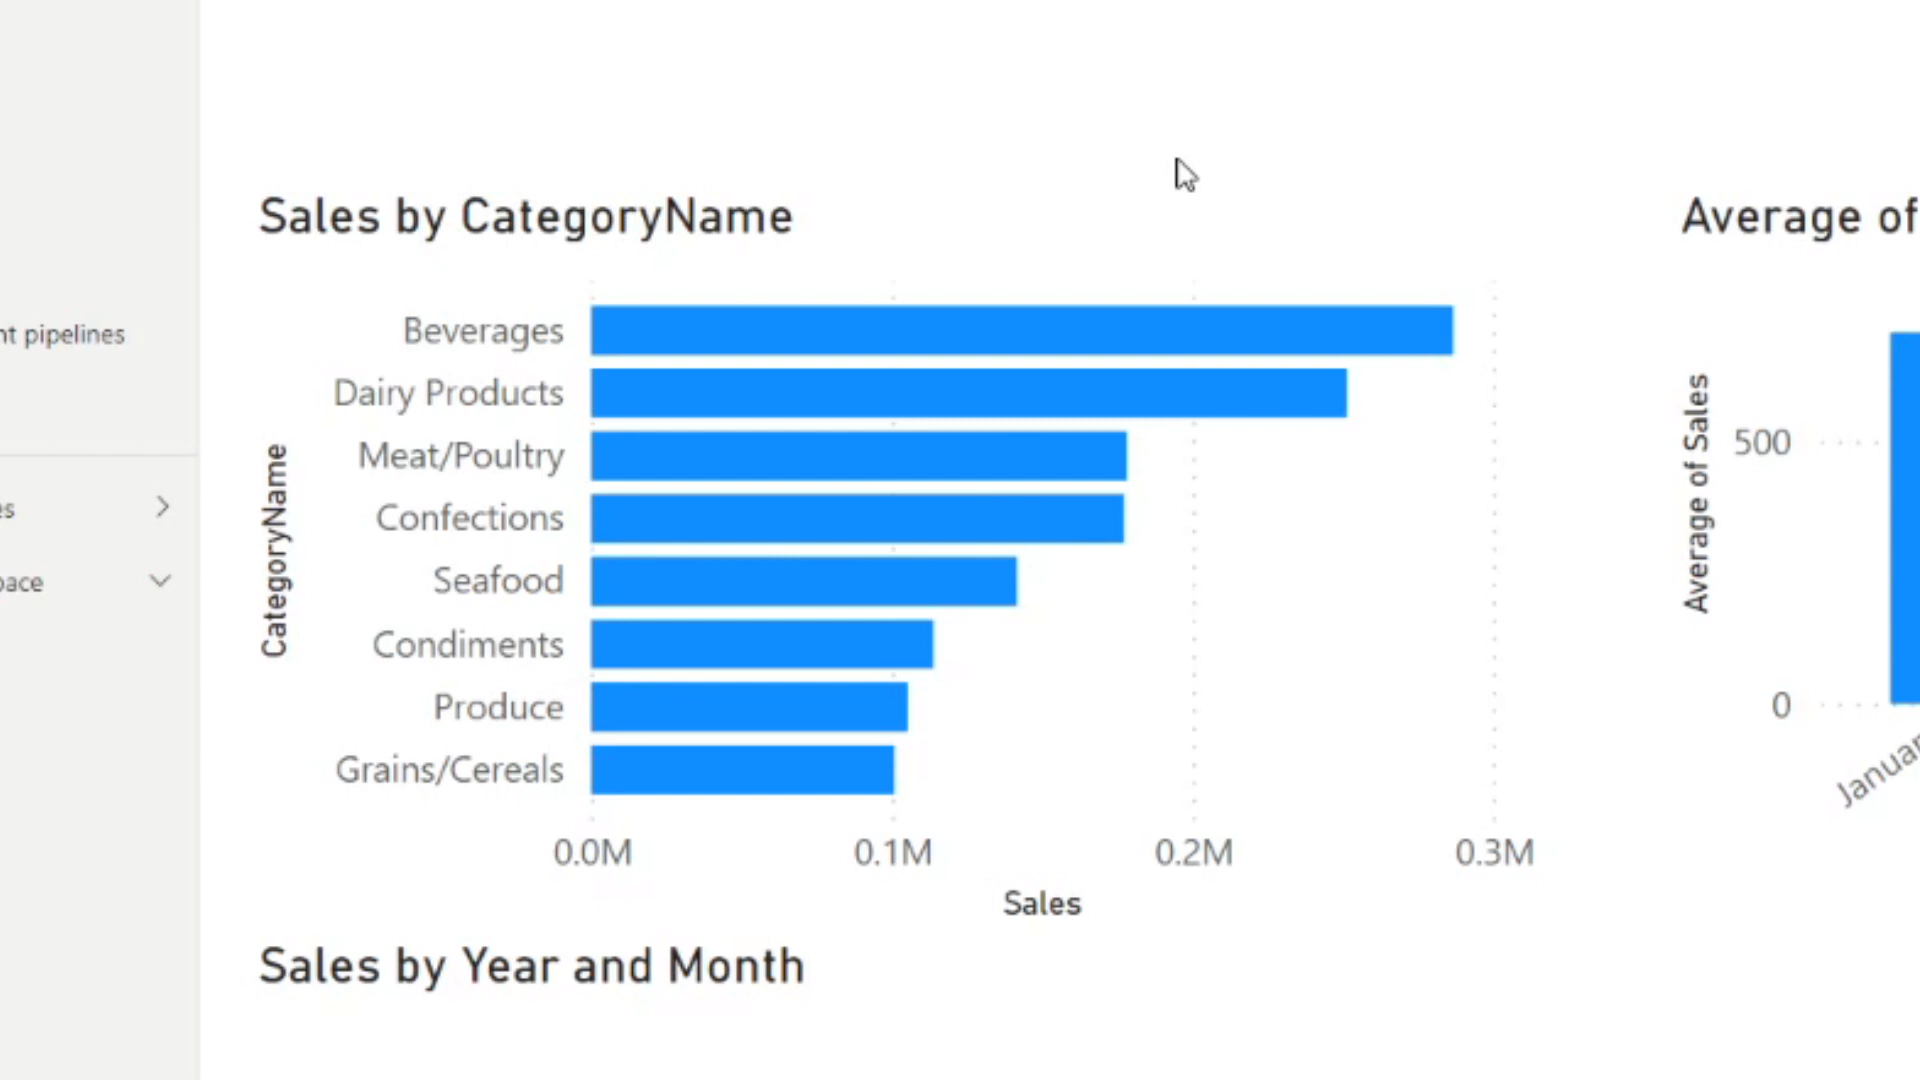 nt pipelines
es
pace
Sales by CategoryName
CategoryName
Beverages
Dairy Products
Meat/Poultry
Confections
Seafood
Condiments
Produce
Grains/Cereals
0.0M 0.1M 0.2M 0.3M
Sales
Average of
Average of Sales
500
0
Januar
Sales by Year and Month